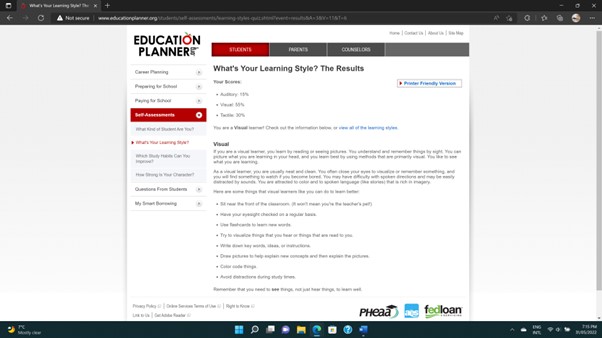 What's Your Learning Style? The
Not secure
www.educationplanner.org/students/self-assessments/learning-styles-quiz.shtml?event=results&A=3&V=11&T=6
Home | Contact Us | About Us | Site Map
EDUCATION
PLANNER
STUDENTS
PARENTS
COUNSELORS
Career Planning
Preparing for School
Paying for School
Self-Assessments
What Kind of Student Are You?
What's Your Learning Style?
Which Study Habits Can You
Improve?
How Strong Is Your Character?
Questions From Students
My Smart Borrowing
What's Your Learning Style? The Results
Printer Friendly Version
Your Scores:
Auditory:
Visual: 55%
Tactile: 30%
You are a Visual learner! Check out the information below, or view all of the learning styles.
Visual
If you are a visual learner, you learn by reading or seeing pictures. You understand and remember things by sight. You can
picture what you are learning in your head, and you learn best by using methods that are primarily visual. You like to see
what you are learning.
As a visual learner, you are usually neat and clean. You often close your eyes to visualize or remember something, and
you will find something to watch if you become bored. You may have difficulty with spoken directions and may be easily
distracted by sounds. You are attracted to color and to spoken language (like stories) that is rich in imagery.
Here are some things that visual learners like you can do to learn better:
Sit near the front of the classroom. (It won't mean you're the teacher's pet!)
Have your eyesight checked on a regular basis.
Use flashcards to learn new words.
Try to visualize things that you hear or things that are read to you.
Write down key words, ideas, or instructions.
Draw pictures to help explain new concepts and then explain the pictures.
Color code things.
Avoid distractions during study times.
Remember that you need to see things, not just hear things, to learn well.
Privacy Policy | Online Services Terms of Use | Right to Know
Link to Us | Get Adobe Reader
PHEAA
aes
fedloan
7°C
Mostly clear
ENG
INTL
7:15 PM